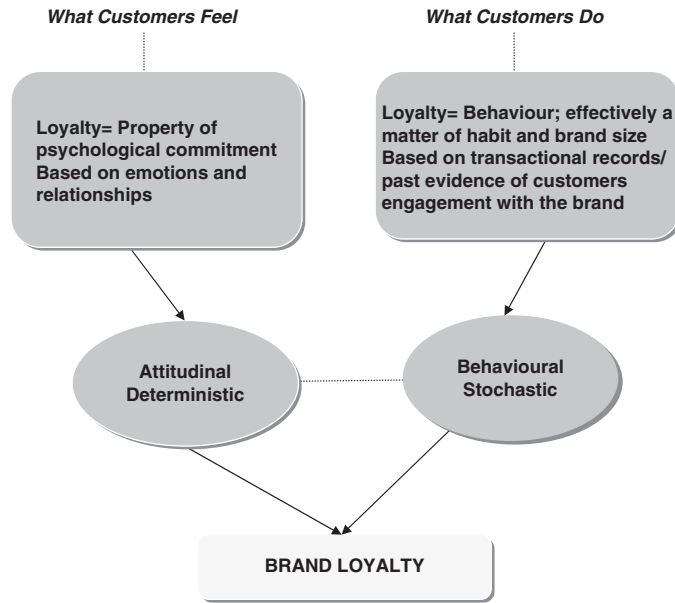 What Customers Feel
What Customers Do
Loyalty= Property of
psychological commitment
Based on emotions and
relationships
Loyalty= Behaviour; effectively a
matter of habit and brand size
Based on transactional records/
past evidence of customers
engagement with the brand
Attitudinal
Deterministic
Behavioural
Stochastic
BRAND LOYALTY